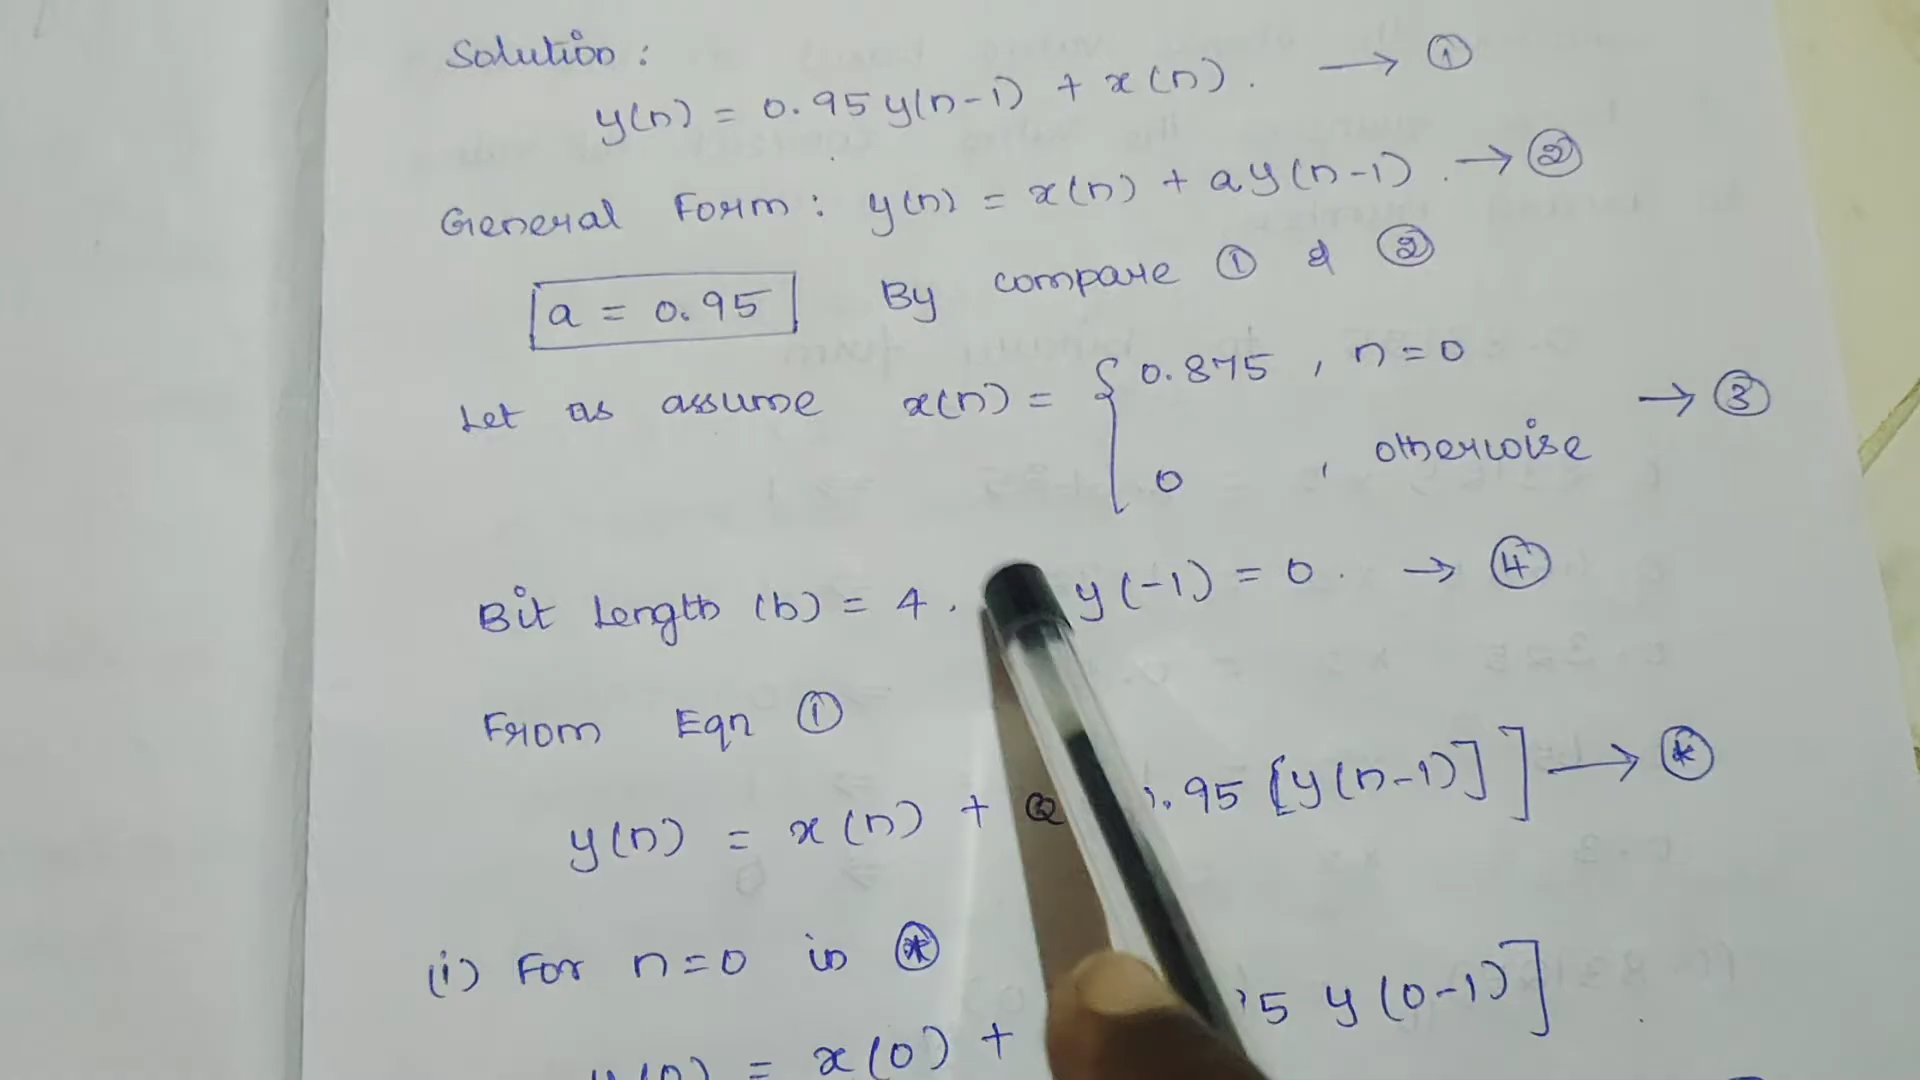 Solution :
y(n) = 0.95 y(n-1) + x(n). → ①
General Form : y(n) = x(n) + ay(n-1). → ②
a = 0.95 By compare ① & ②
Let as assume x(n) = { 0.875 , n=0
0 , otherwise → ③
Bit Length (b) = 4 . y(-1) = 0. → ④
From Eqn ①
y(n) = x(n) + Q .95 [y(n-1)]] → ⊛
(i) For n=0 in ⊛
y(0) = x(0) + 5 y(0-1)]